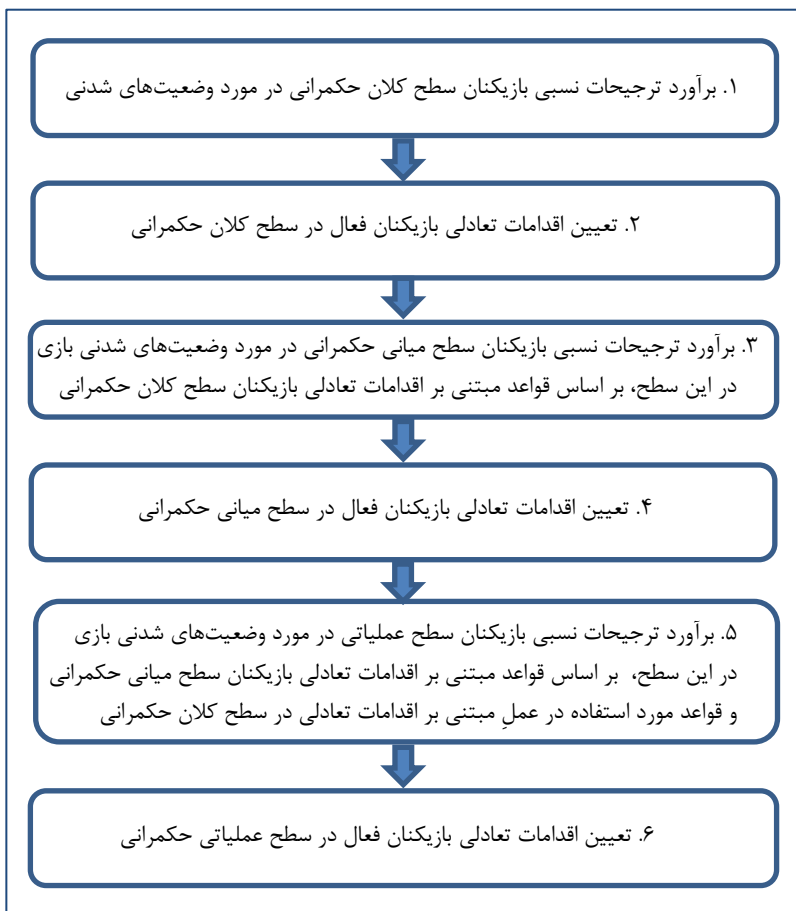 ۱. برآورد ترجیحات نسبی بازیکنان سطح کلان حکمرانی در مورد وضعیت‌های شدنی
۲. تعیین اقدامات تعادلی بازیکنان فعال در سطح کلان حکمرانی
۳. برآورد ترجیحات نسبی بازیکنان سطح میانی حکمرانی در مورد وضعیت‌های شدنی بازی
در این سطح، بر اساس قواعد مبتنی بر اقدامات تعادلی بازیکنان سطح کلان حکمرانی
۴. تعیین اقدامات تعادلی بازیکنان فعال در سطح میانی حکمرانی
۵. برآورد ترجیحات نسبی بازیکنان سطح عملیاتی در مورد وضعیت‌های شدنی بازی
در این سطح، بر اساس قواعد مبتنی بر اقدامات تعادلی بازیکنان سطح میانی حکمرانی
و قواعد مورد استفاده در عملِ مبتنی بر اقدامات تعادلی در سطح کلان حکمرانی
۶. تعیین اقدامات تعادلی بازیکنان فعال در سطح عملیاتی حکمرانی